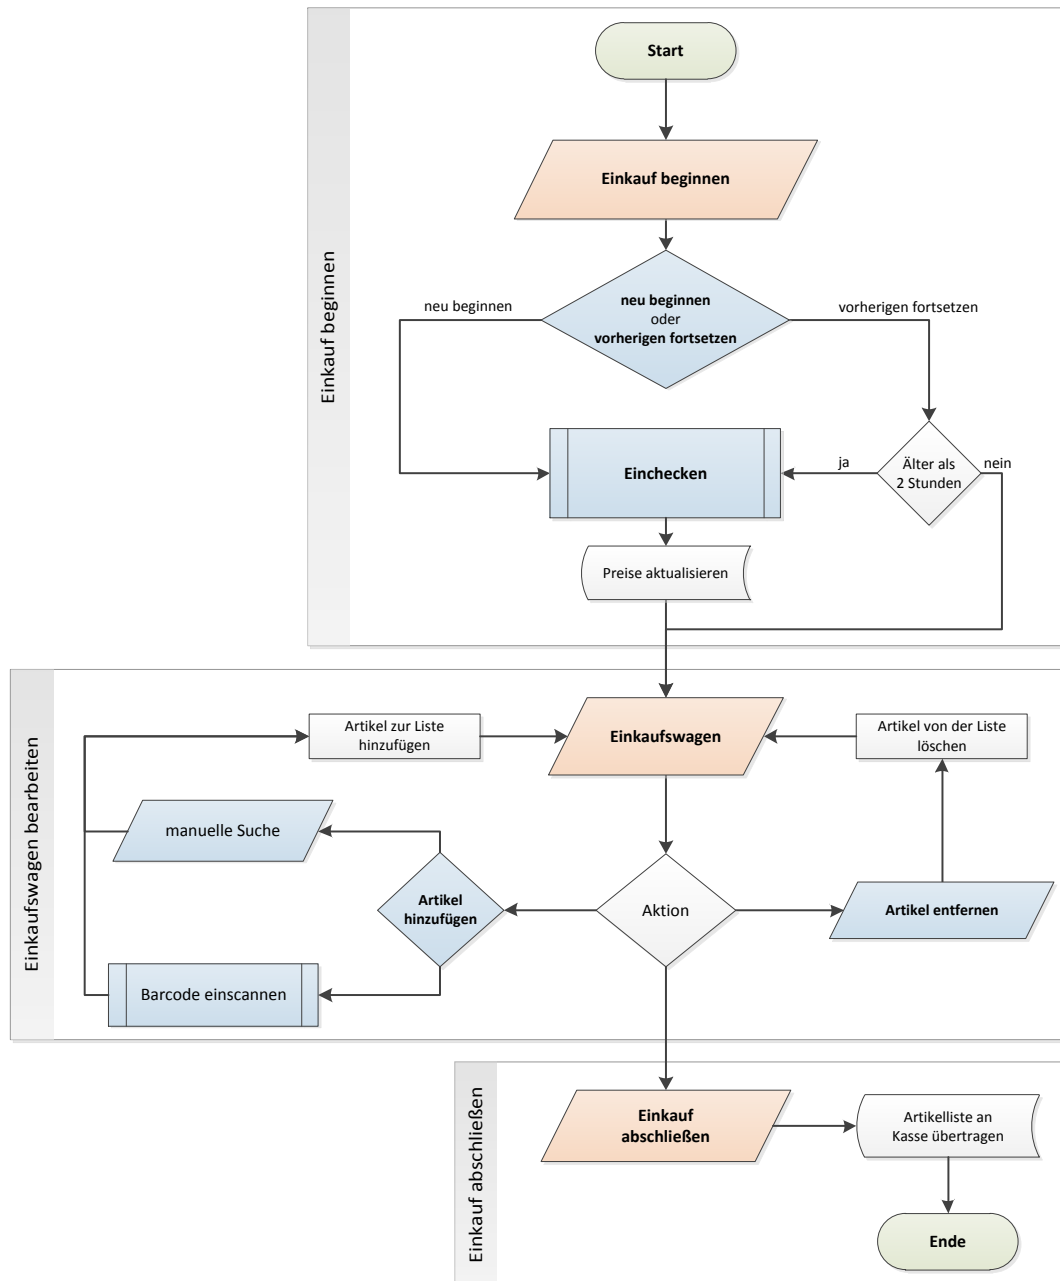 Einkauf beginnen
Start
Einkauf beginnen
neu beginnen
neu beginnen
oder
vorherigen fortsetzen
vorherigen fortsetzen
Einchecken
ja
Älter als
2 Stunden
nein
Preise aktualisieren
Einkaufswagen bearbeiten
Artikel zur Liste
hinzufügen
Einkaufswagen
Artikel von der Liste
löschen
manuelle Suche
Artikel
hinzufügen
Aktion
Artikel entfernen
Barcode einscannen
Einkauf abschließen
Einkauf
abschließen
Artikelliste an
Kasse übertragen
Ende